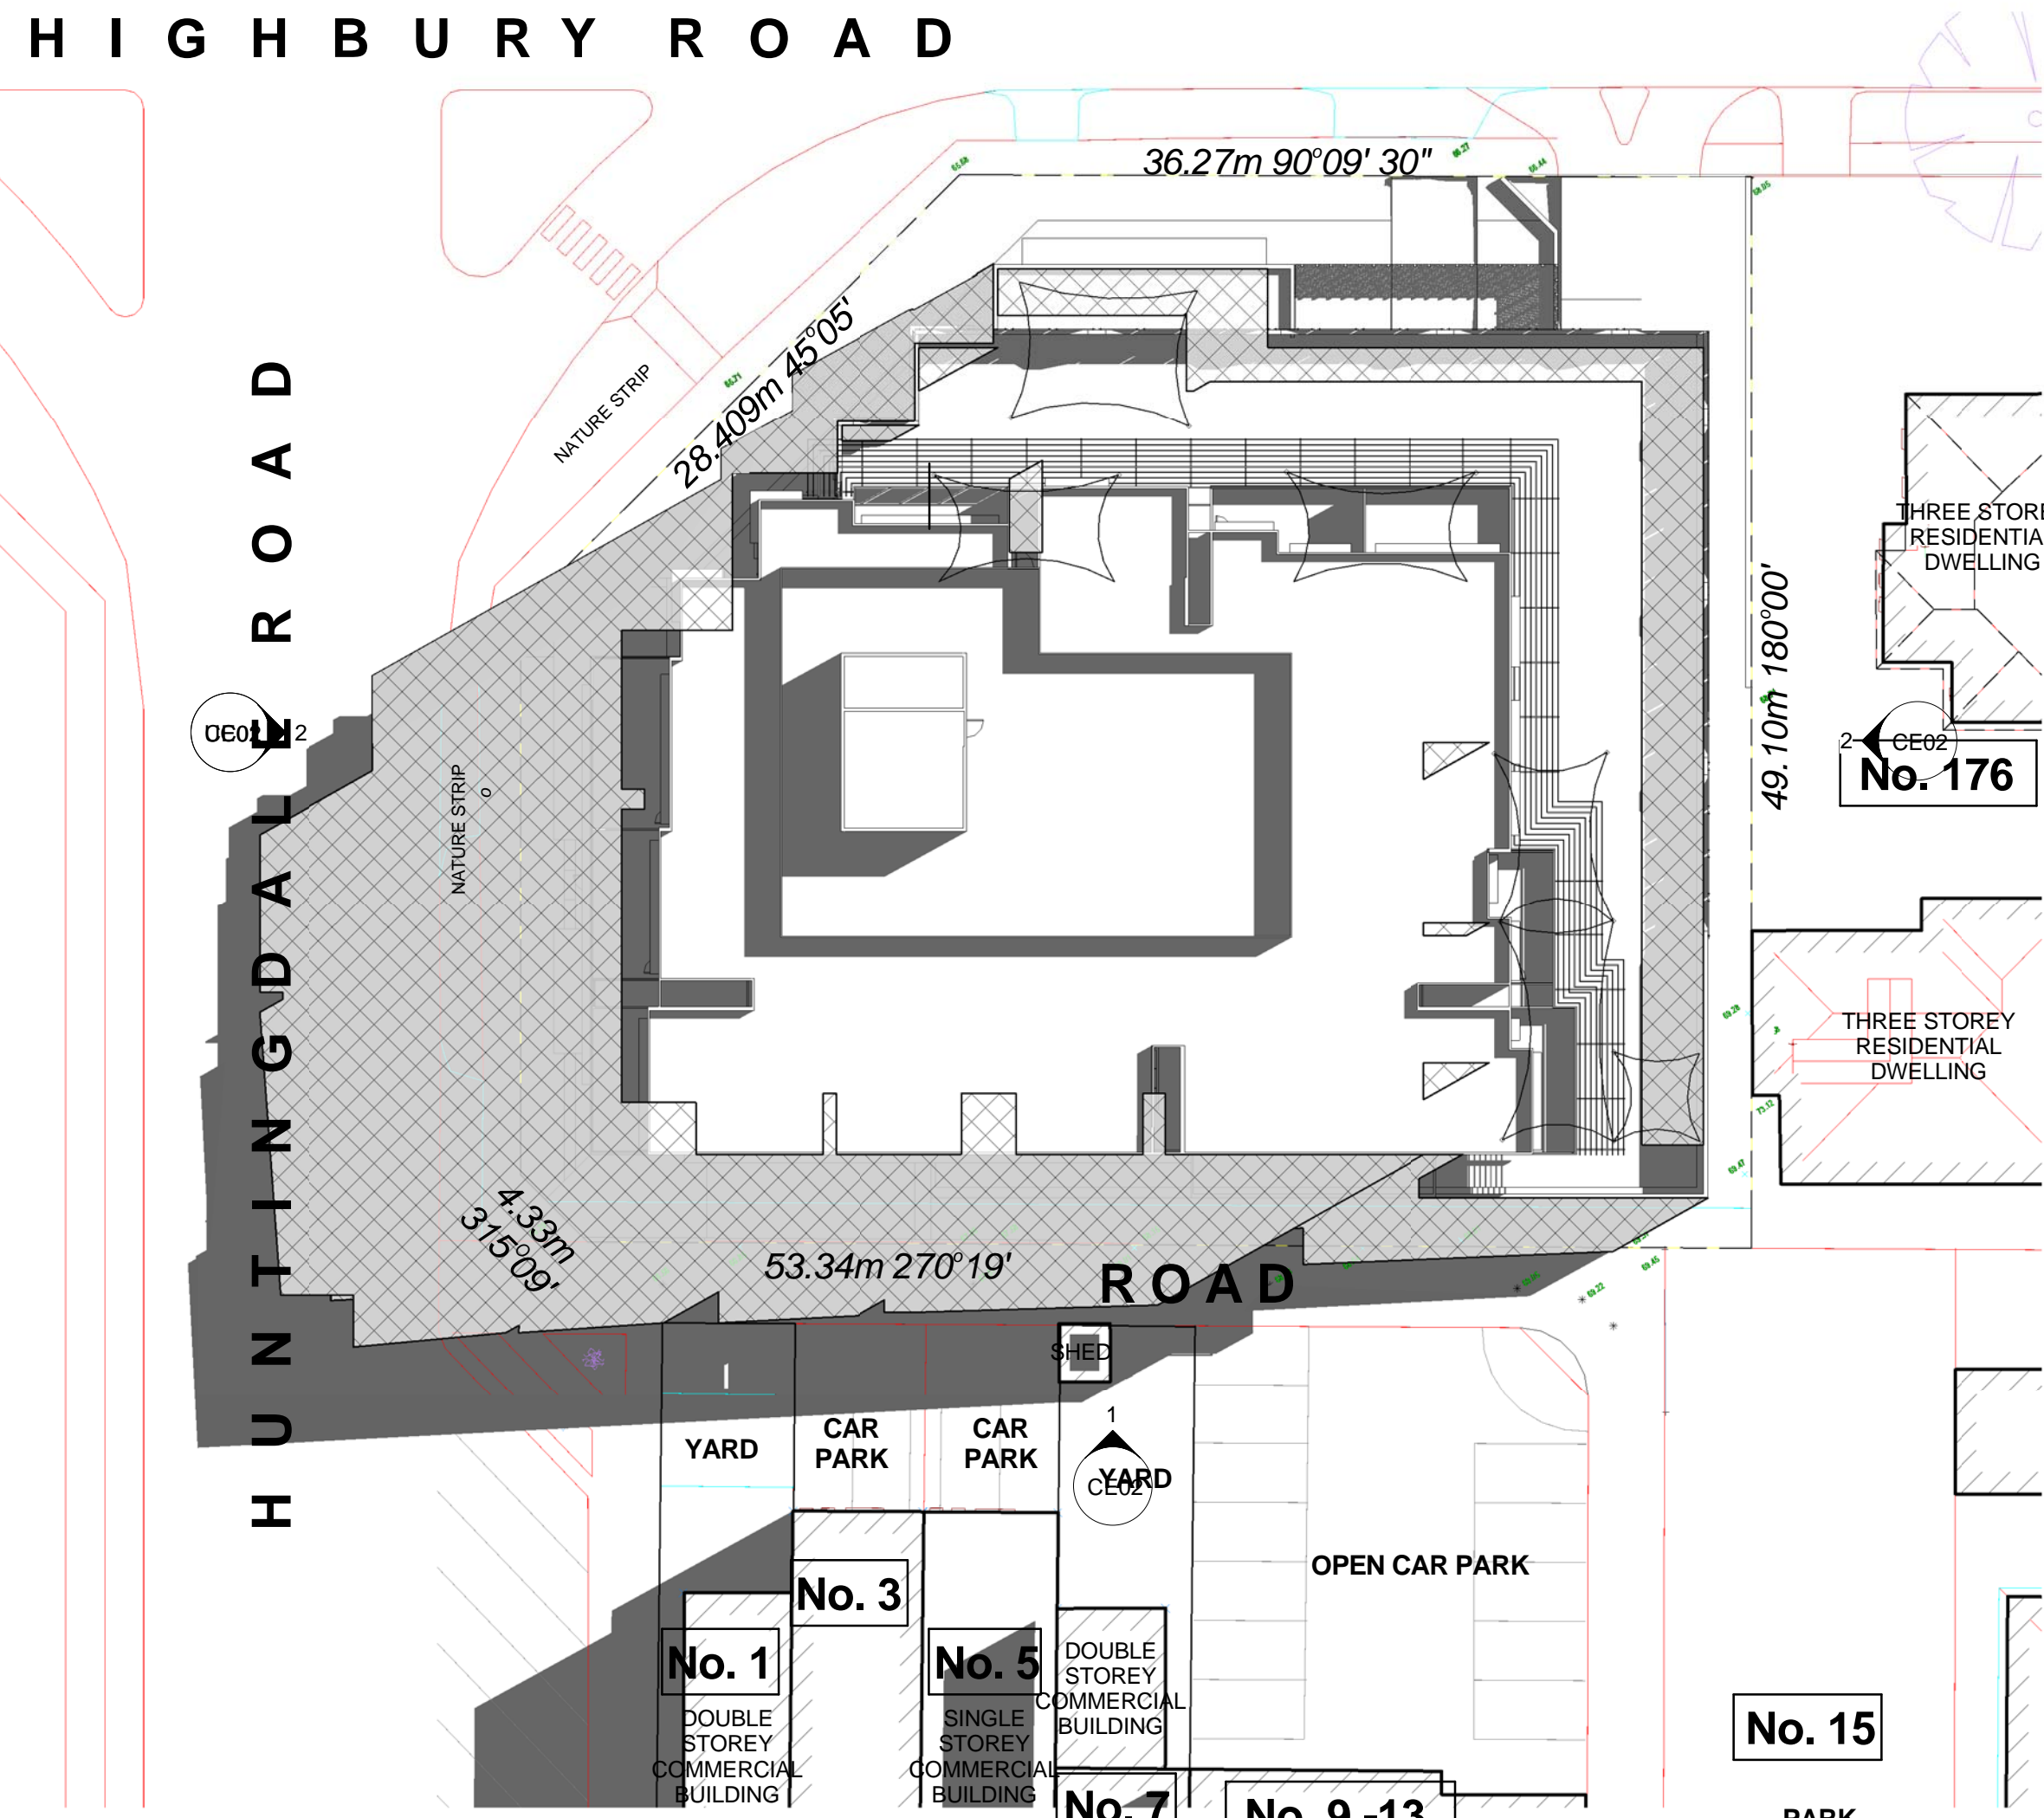 HIGHBURY ROAD
36.27m 90°09' 30"
28.409m 45°05'
NATURE STRIP
HUNTINGDALE ROAD
THREE STORE
RESIDENTIA
DWELLING
49.10m 180°00'
CE02
2
2
CE02
No. 176
NATURE STRIP
THREE STOREY
RESIDENTIAL
DWELLING
4.33m
315°09'
53.34m 270°19'
ROAD
SHED
YARD
CAR
PARK
CAR
PARK
1
YARD
CE02
OPEN CAR PARK
No. 3
No. 1
No. 5
DOUBLE
STOREY
COMMERCIAL
BUILDING
DOUBLE
STOREY
COMMERCIAL
BUILDING
SINGLE
STOREY
COMMERCIAL
BUILDING
No. 15
No. 7
No. 9 -13
PARK